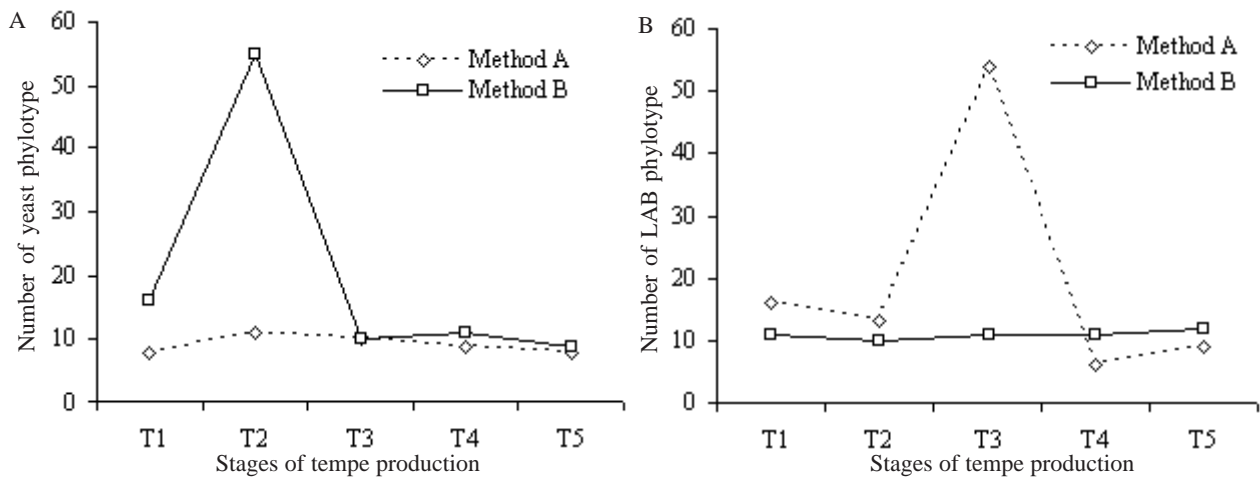 A
Number of yeast phylotype
60
50
40
30
20
10
0
Method A
Method B
T1 T2 T3 T4 T5
Stages of tempe production
B
Number of LAB phylotype
60
50
40
30
20
10
0
Method A
Method B
T1 T2 T3 T4 T5
Stages of tempe production